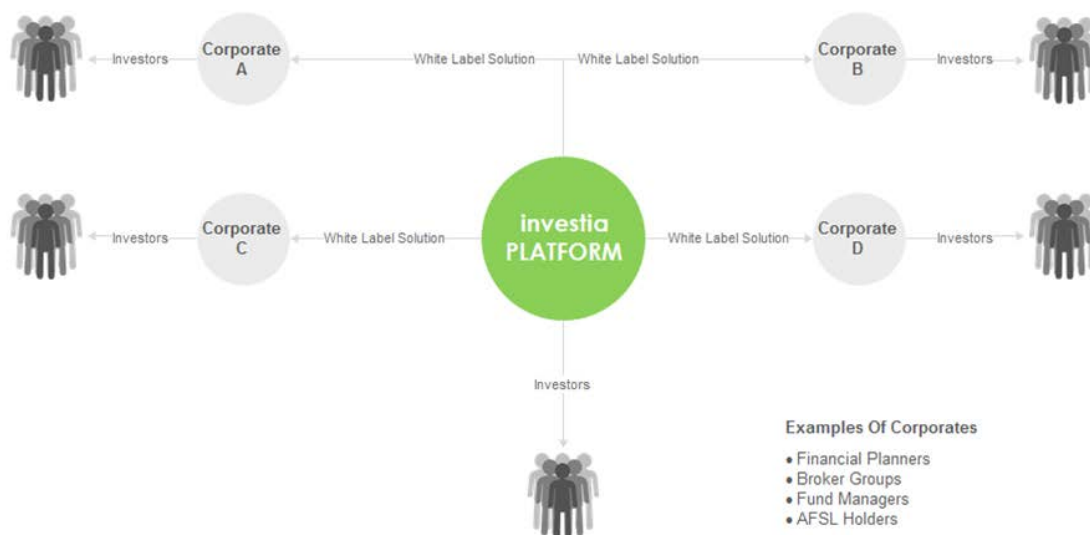 Corporate
A
Investors
White Label Solution
White Label Solution
Corporate
B
Investors
Corporate
C
Investors
White Label Solution
investia
PLATFORM
White Label Solution
Corporate
D
Investors
Investors
Examples Of Corporates
• Financial Planners
• Broker Groups
• Fund Managers
• AFSL Holders